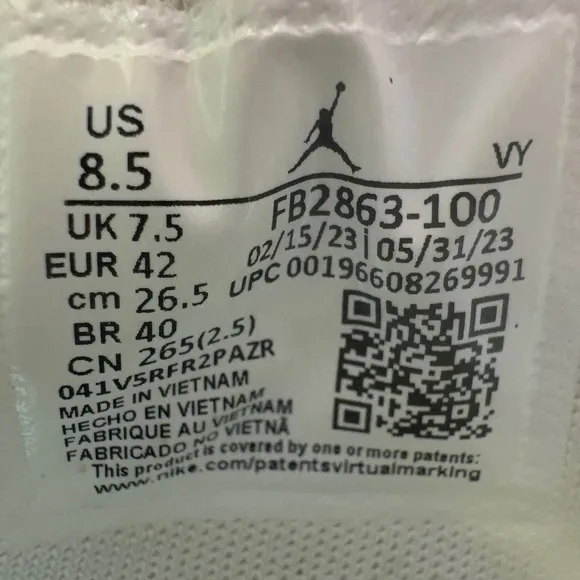 US
8.5
VY
UK 7.5
FB2863-100
EUR 42
02/15/23 | 05/31/23
cm 26.5
UPC 00196608269991
BR 40
CN 265(2.5)
041V5RFR2PAZR
MADE IN VIETNAM
HECHO EN VIETNAM
FABRIQUE AU VIETNAM
FABRICADO NO VIETNÃ
This product is covered by one or more patents:
www.nike.com/patentsvirtualmarking